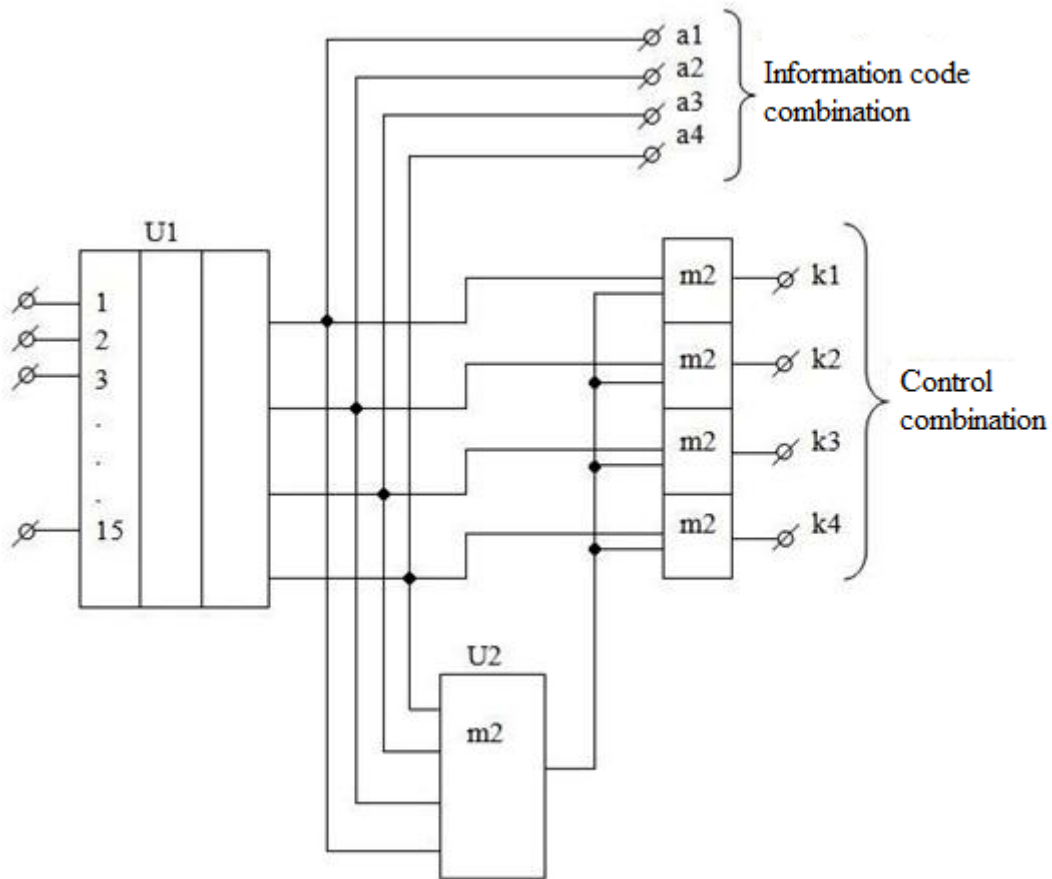 a1
a2
a3
a4
Information code
combination
U1
1
2
3
.
.
.
15
m2
m2
m2
m2
k1
k2
k3
k4
Control
combination
U2
m2